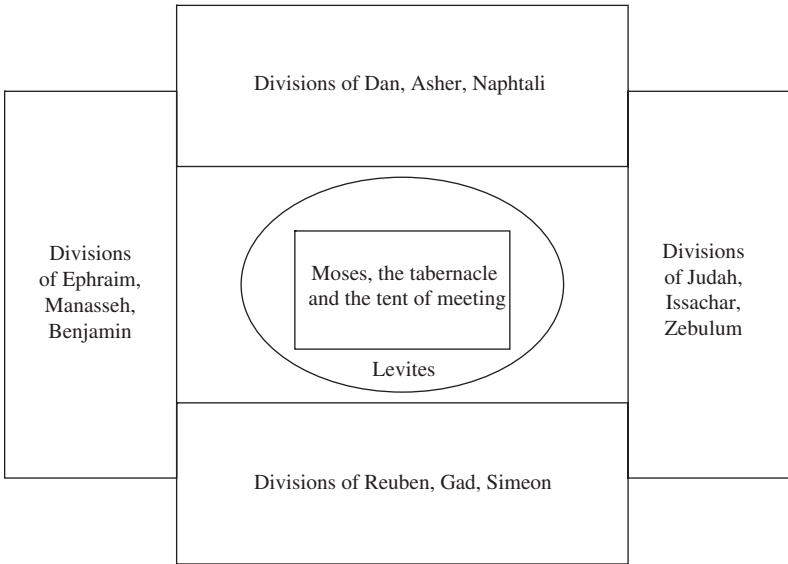 Divisions of Dan, Asher, Naphtali
Divisions
of Ephraim,
Manasseh,
Benjamin
Moses, the tabernacle
and the tent of meeting
Levites
Divisions
of Judah,
Issachar,
Zebulum
Divisions of Reuben, Gad, Simeon